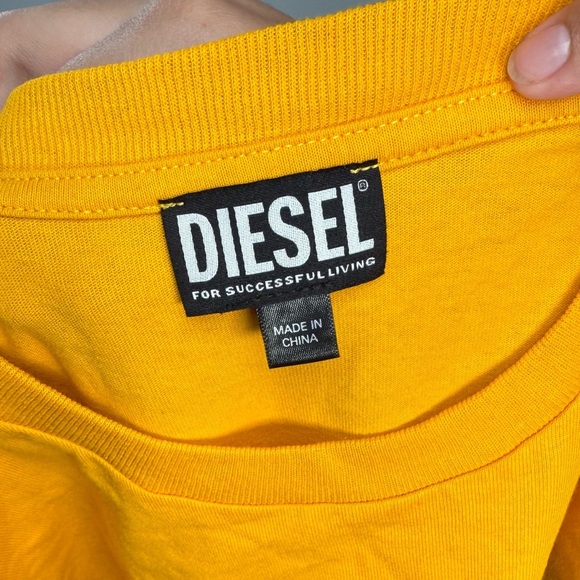 DIESEL®
FOR SUCCESSFUL LIVING
MADE IN
CHINA